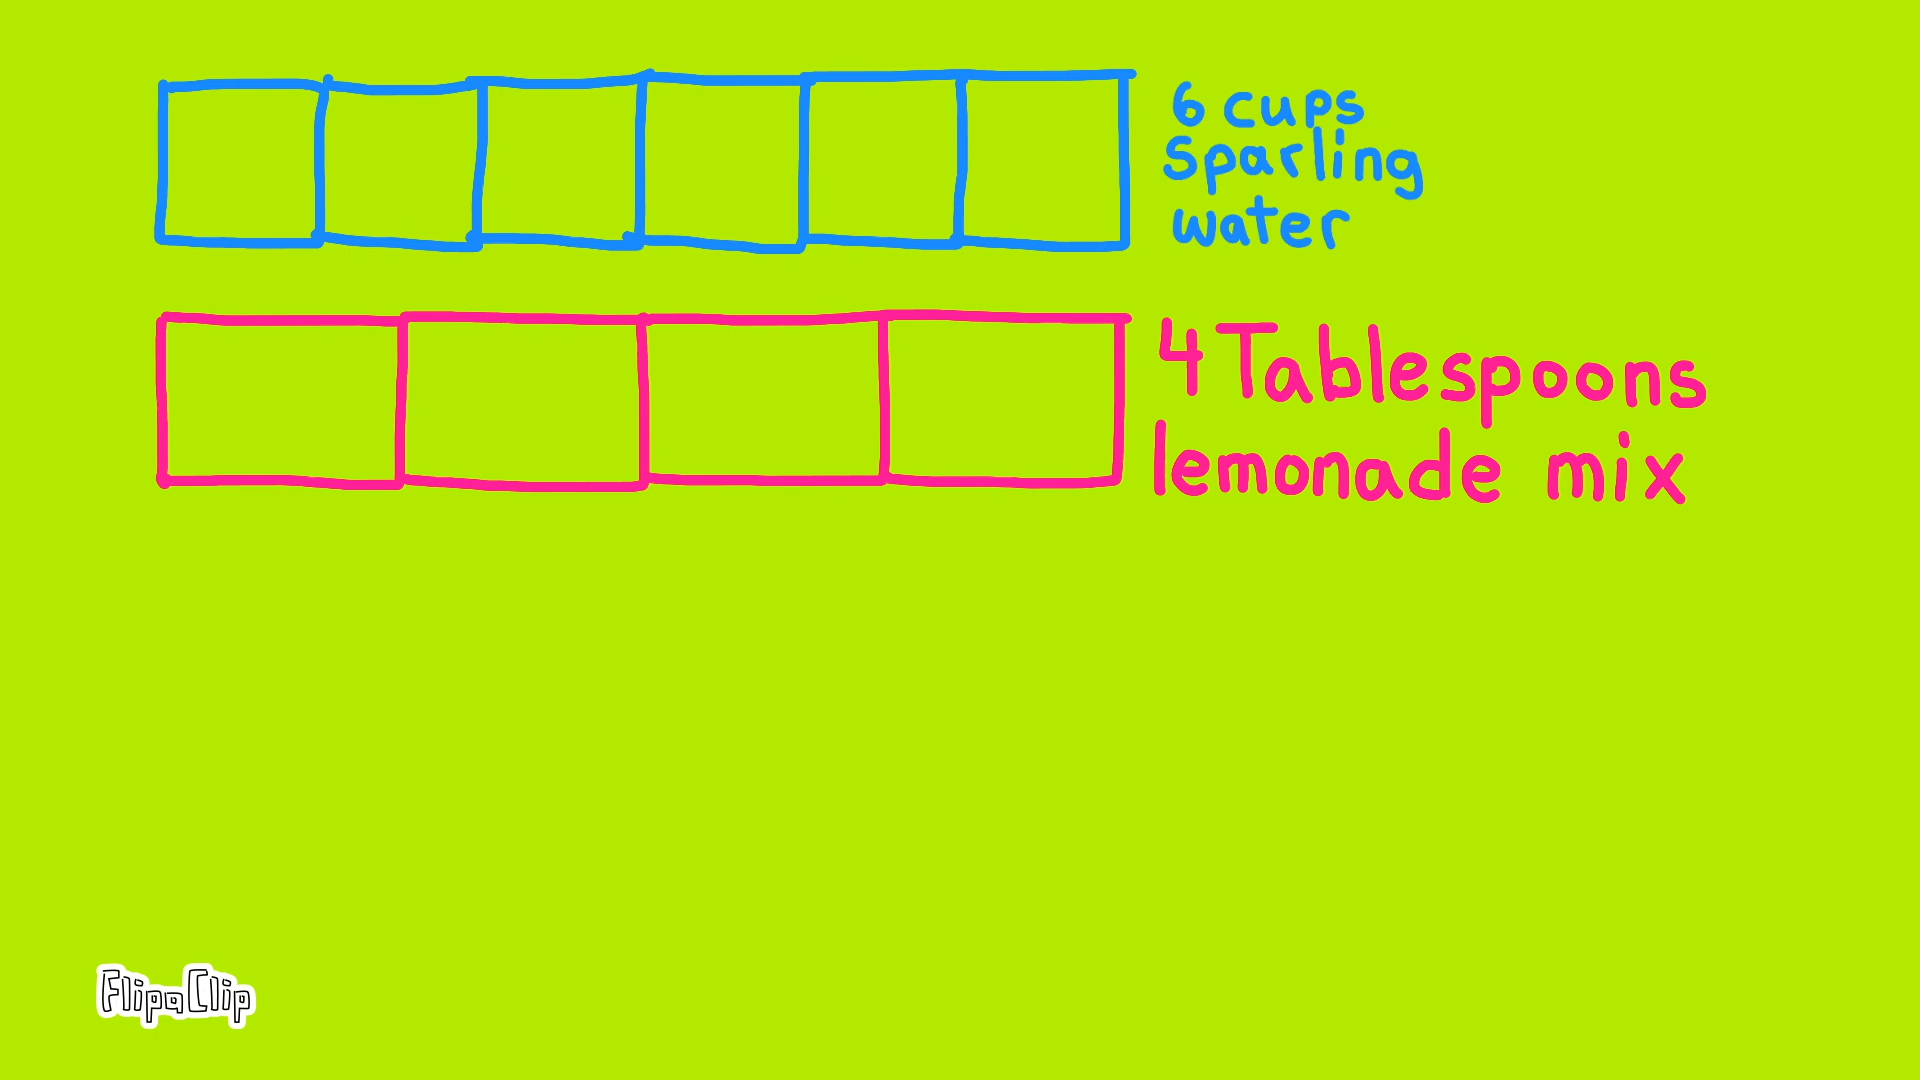 6 cups
Sparling
water
4 Tablespoons
lemonade mix
FlipaClip